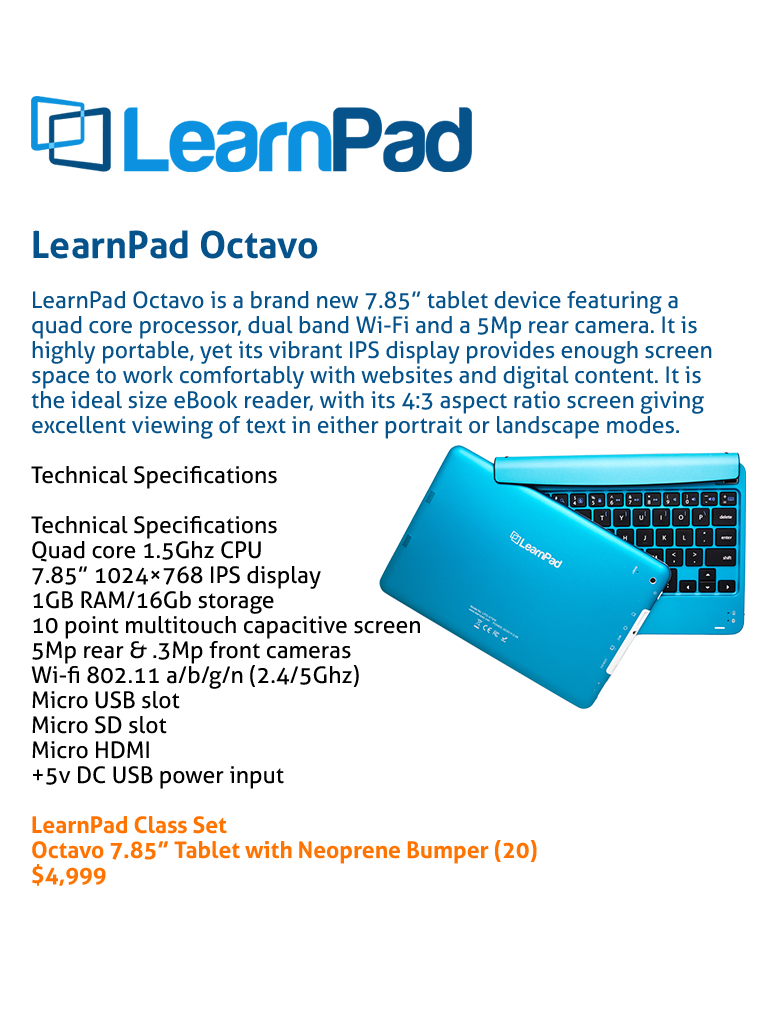 LearnPad
LearnPad Octavo
LearnPad Octavo is a brand new 7.85” tablet device featuring a
quad core processor, dual band Wi-Fi and a 5Mp rear camera. It is
highly portable, yet its vibrant IPS display provides enough screen
space to work comfortably with websites and digital content. It is
the ideal size eBook reader, with its 4:3 aspect ratio screen giving
excellent viewing of text in either portrait or landscape modes.
Technical Specifications
Technical Specifications
Quad core 1.5Ghz CPU
7.85” 1024×768 IPS display
1GB RAM/16Gb storage
10 point multitouch capacitive screen
5Mp rear & .3Mp front cameras
Wi-fi 802.11 a/b/g/n (2.4/5Ghz)
Micro USB slot
Micro SD slot
Micro HDMI
+5v DC USB power input
LearnPad
delete
enter
shift
LearnPad Class Set
Octavo 7.85” Tablet with Neoprene Bumper (20)
$4,999